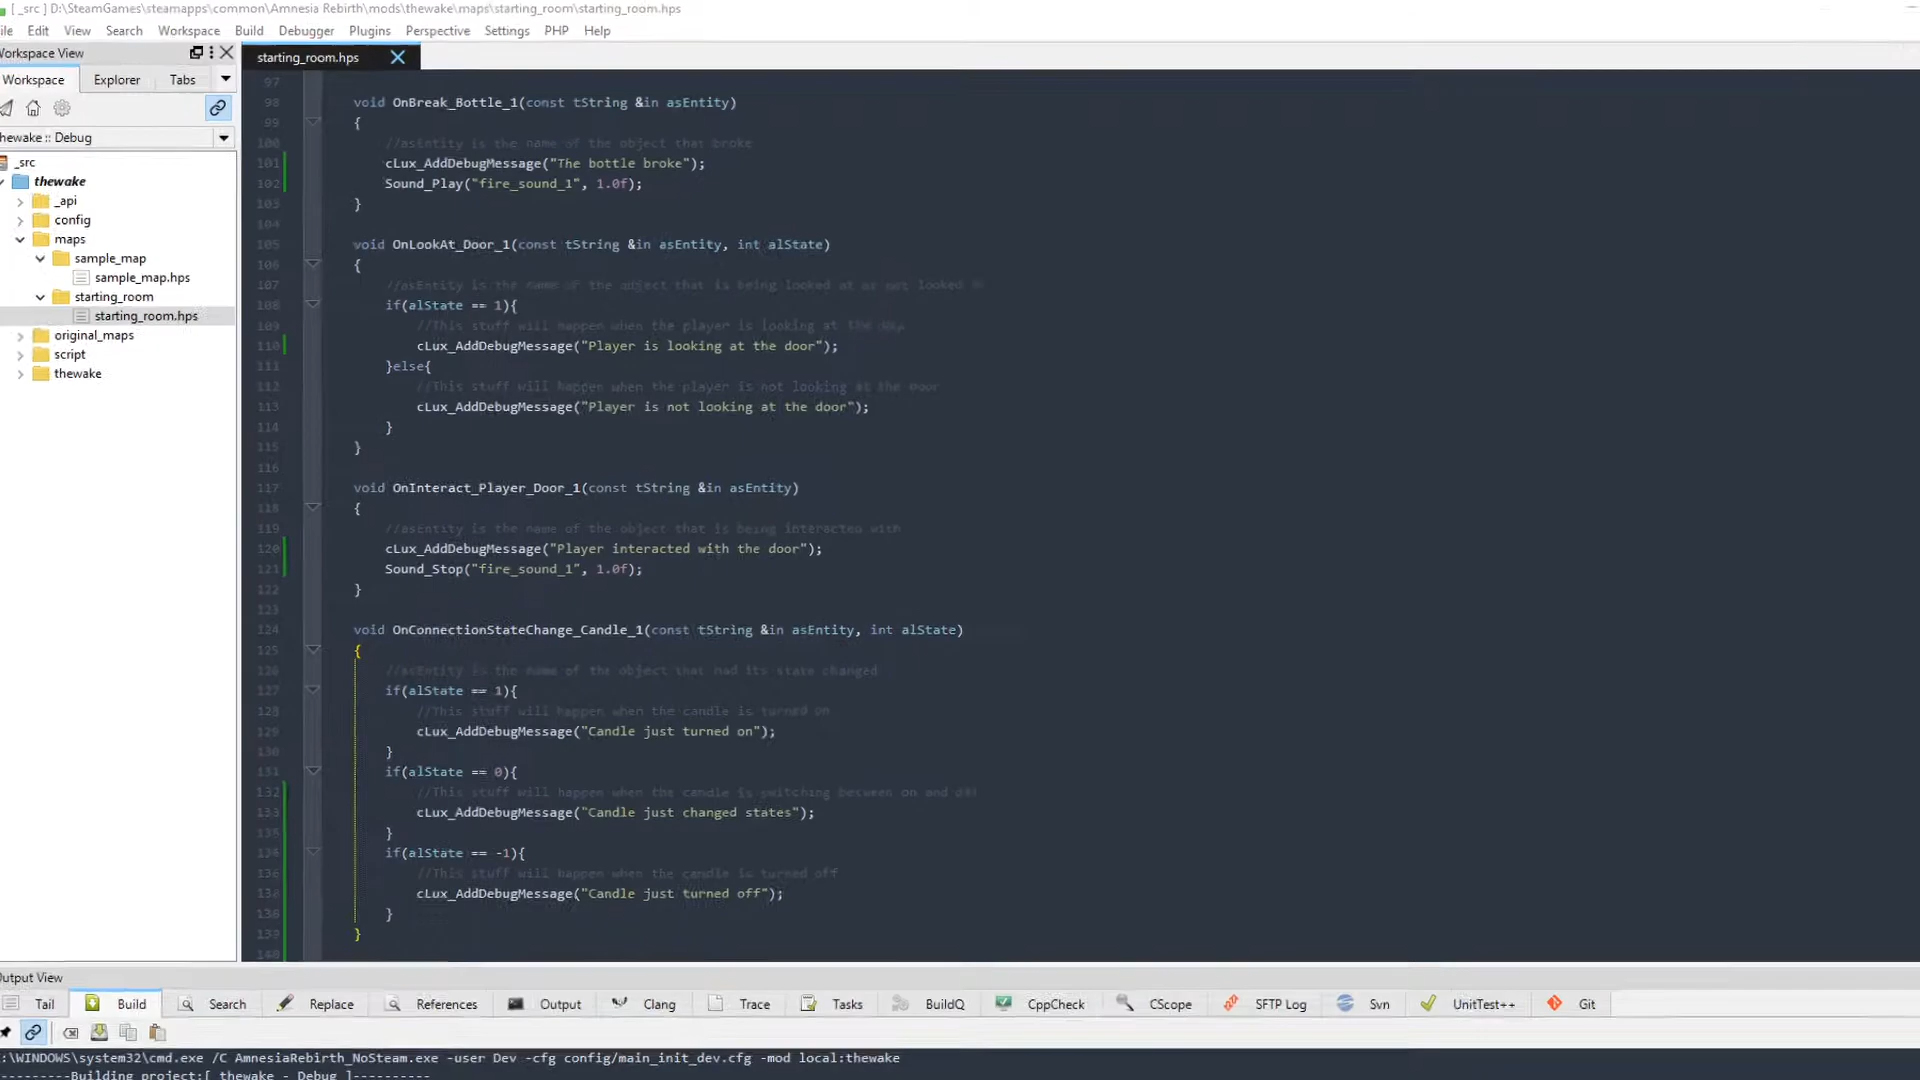 [ _src ] D:\SteamGames\steamapps\common\Amnesia Rebirth\mods\thewake\maps\starting_room\starting_room.hps
ile Edit View Search Workspace Build Debugger Plugins Perspective Settings PHP Help
Workspace View
starting_room.hps
Workspace Explorer Tabs
hewake :: Debug
_src
thewake
_api
config
maps
sample_map
sample_map.hps
starting_room
starting_room.hps
original_maps
script
thewake
97
98 void OnBreak_Bottle_1(const tString &in asEntity)
99 {
100 //asEntity is the name of the object that broke
101 cLux_AddDebugMessage("The bottle broke");
102 Sound_Play("fire_sound_1", 1.0f);
103 }
104
105 void OnLookAt_Door_1(const tString &in asEntity, int alState)
106 {
107 //asEntity is the name of the object that is being looked at or not looked
108 if(alState == 1){
109 //This stuff will happen when the player is looking at the
110 cLux_AddDebugMessage("Player is looking at the door");
111 }else{
112 //This stuff will happen when the player is not looking at the door
113 cLux_AddDebugMessage("Player is not looking at the door");
114 }
115 }
116
117 void OnInteract_Player_Door_1(const tString &in asEntity)
118 {
119 //asEntity is the name of the object that is being interacted with
120 cLux_AddDebugMessage("Player interacted with the door");
121 Sound_Stop("fire_sound_1", 1.0f);
122 }
123
124 void OnConnectionStateChange_Candle_1(const tString &in asEntity, int alState)
125 {
126 //asEntity is the name of the object that had its state changed
127 if(alState == 1){
128 //This stuff will happen when the candle is turned on
129 cLux_AddDebugMessage("Candle just turned on");
130 }
131 if(alState == 0){
132 //This stuff will happen when the candle is switching between on and off
133 cLux_AddDebugMessage("Candle just changed states");
}
if(alState == -1){
//This stuff will happen when the candle is turned off
cLux_AddDebugMessage("Candle just turned off");
}
139 }
140
Output View
Tail Build Search Replace References Output Clang Trace Tasks BuildQ CppCheck CScope SFTP Log Svn UnitTest++ Git
:\WINDOWS\system32\cmd.exe /C AmnesiaRebirth_NoSteam.exe -user Dev -cfg config/main_init_dev.cfg -mod local:thewake
----------Building project:[ thewake - Debug ]----------